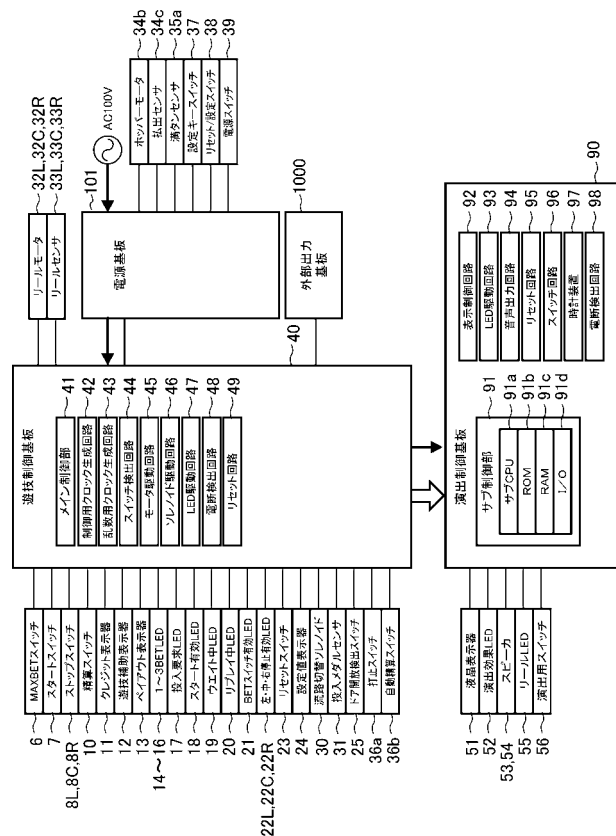 MAXBETスイッチ 6
スタートスイッチ 7
ストップスイッチ 8L,8C,8R
精算スイッチ 10
クレジット表示器 11
遊技補助表示器 12
ペイアウト表示器 13
1～3BETLED 14～16
投入要求LED 17
スタート有効LED 18
ウエイト中LED 19
リプレイ中LED 20
BETスイッチ有効LED 21
左・中・右停止有効LED 22L,22C,22R
リセットスイッチ 23
設定値表示器 24
流路切替ソレノイド 30
投入メダルセンサ 31
ドア開放検出スイッチ 25
打止スイッチ 36a
自動精算スイッチ 36b
遊技制御基板 40
メイン制御部 41
制御用クロック生成回路 42
乱数用クロック生成回路 43
スイッチ検出回路 44
モータ駆動回路 45
ソレノイド駆動回路 46
LED駆動回路 47
電断検出回路 48
リセット回路 49
リールモータ 32L,32C,32R
リールセンサ 33L,33C,33R
電源基板 101
AC100V
外部出力基板 1000
ホッパーモータ 34b
払出センサ 34c
満タンセンサ 35a
設定キースイッチ 37
リセット/設定スイッチ 38
電源スイッチ 39
液晶表示器 51
演出効果LED 52
スピーカ 53,54
リールLED 55
演出用スイッチ 56
演出制御基板 90
サブ制御部 91
サブCPU 91a
ROM 91b
RAM 91c
I/O 91d
表示制御回路 92
LED駆動回路 93
音声出力回路 94
リセット回路 95
スイッチ回路 96
時計装置 97
電断検出回路 98